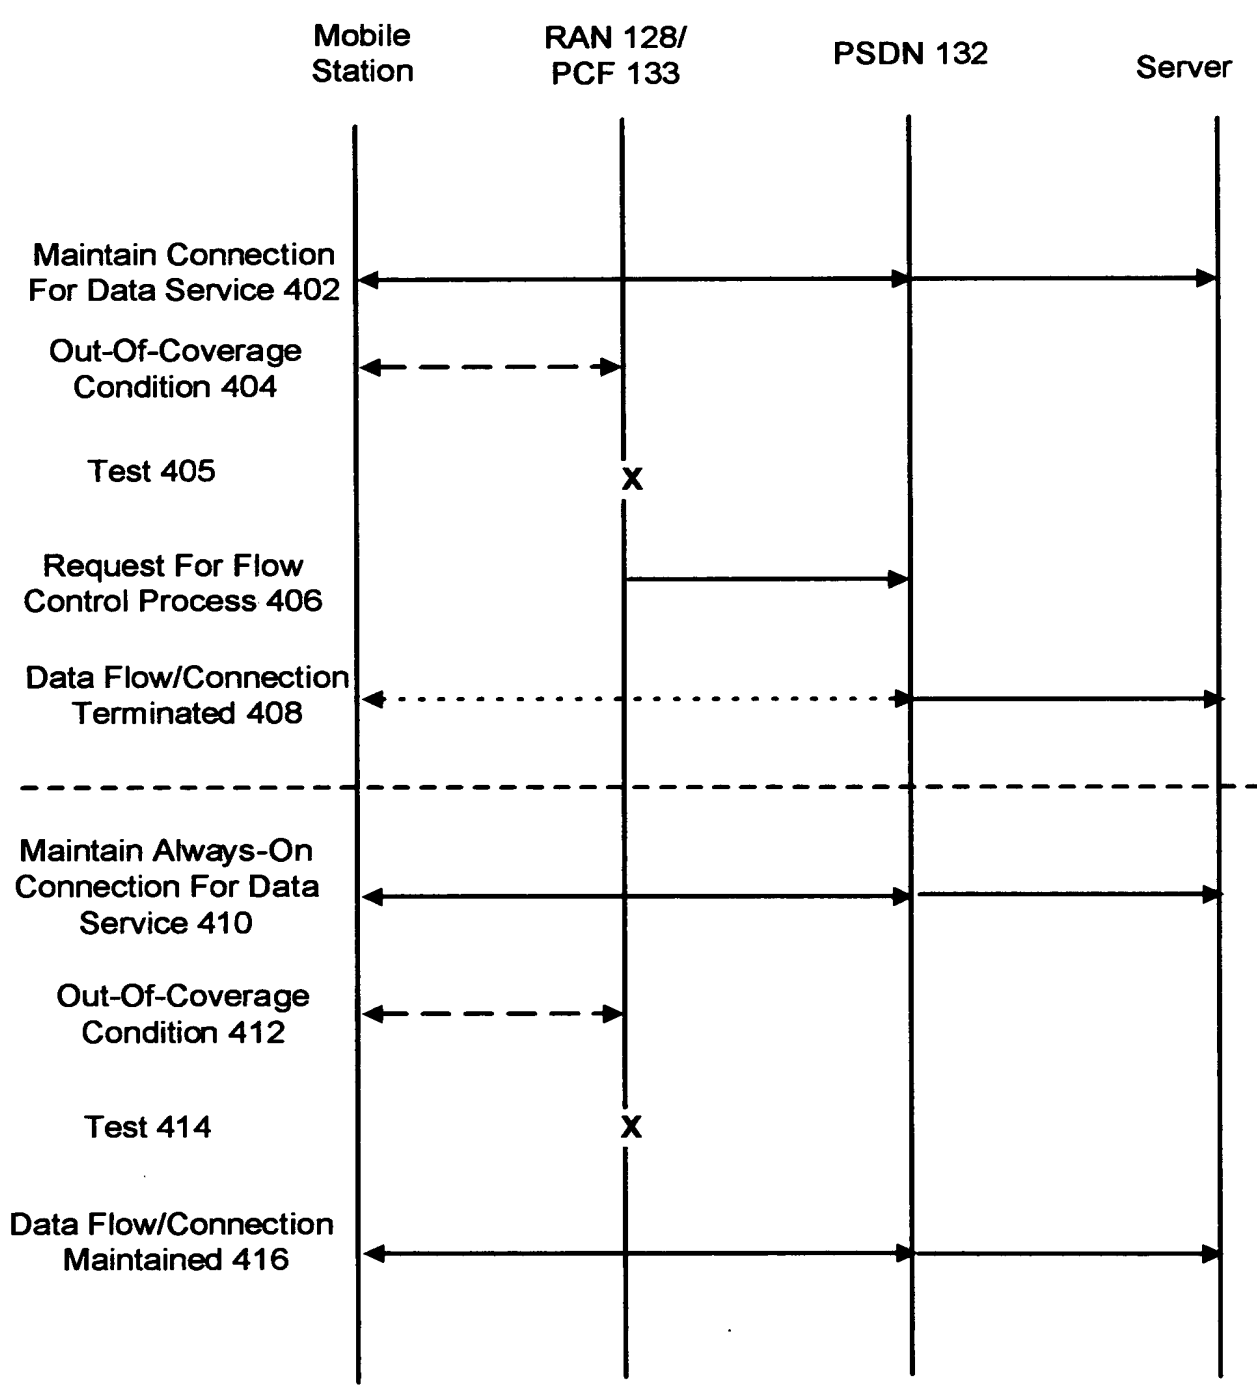 Mobile
Station
RAN 128/
PCF 133
PSDN 132
Server
Maintain Connection
For Data Service 402
Out-Of-Coverage
Condition 404
Test 405
X
Request For Flow
Control Process 406
Data Flow/Connection
Terminated 408
Maintain Always-On
Connection For Data
Service 410
Out-Of-Coverage
Condition 412
Test 414
X
Data Flow/Connection
Maintained 416